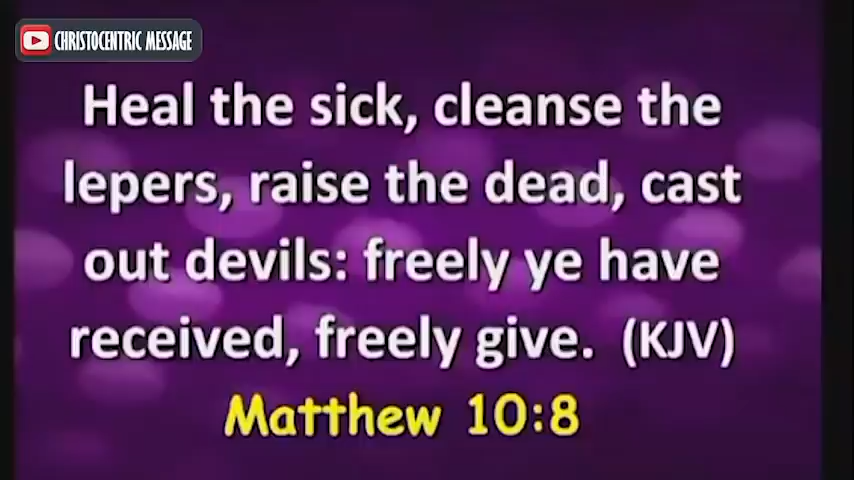 CHRISTOCENTRIC MESSAGE
Heal the sick, cleanse the
lepers, raise the dead, cast
out devils: freely ye have
received, freely give. (KJV)
Matthew 10:8